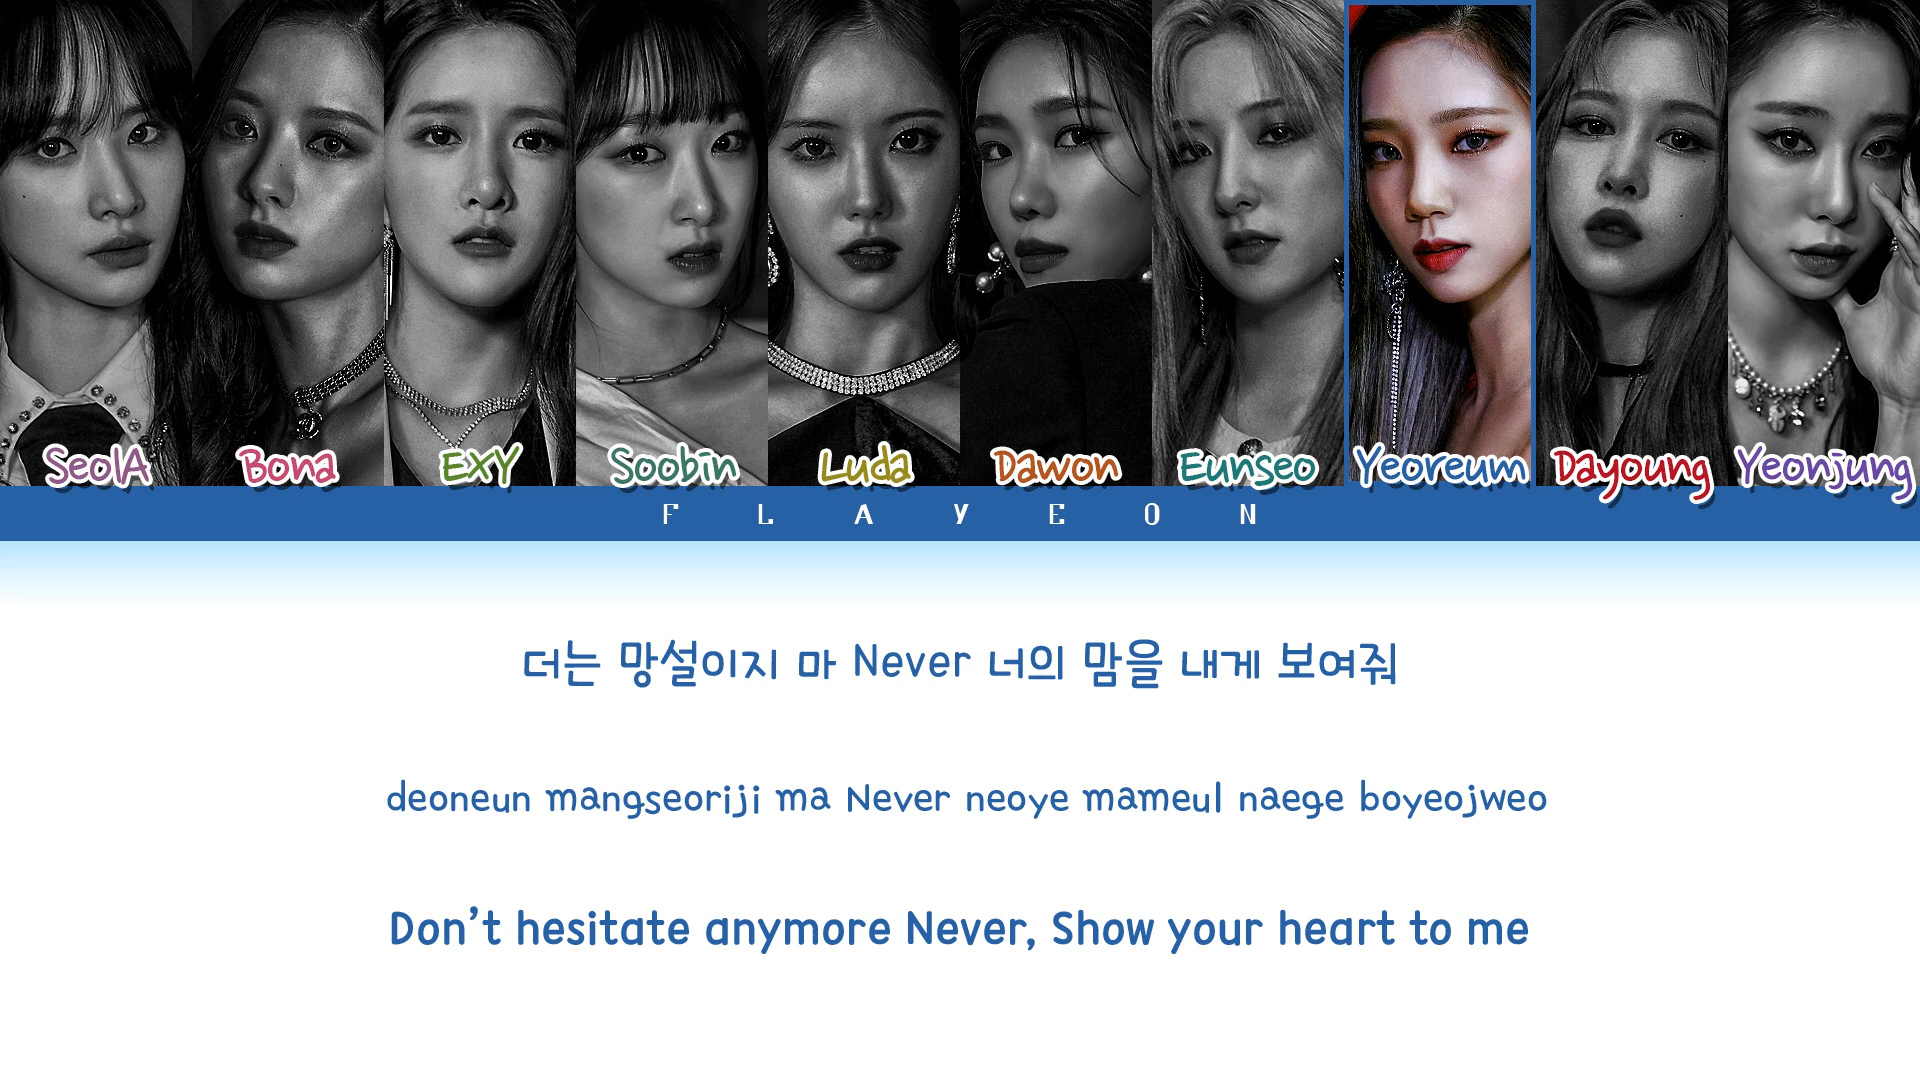 SeolA Bona EXY Soobin Luda Dawon Eunseo Yeoreum Dayoung Yeonjung
FLAYEON
더는 망설이지 마 Never 너의 맘을 내게 보여줘
deoneun mangseoriji ma Never neoye mameul naege boyeojweo
Don't hesitate anymore Never, Show your heart to me